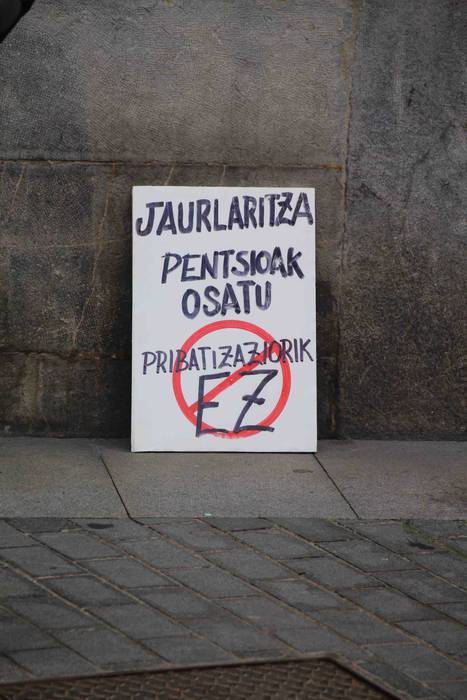 JAURLARITZA
PENTSIOAK
OSATU
PRIBATIZAZIORIK
EZ